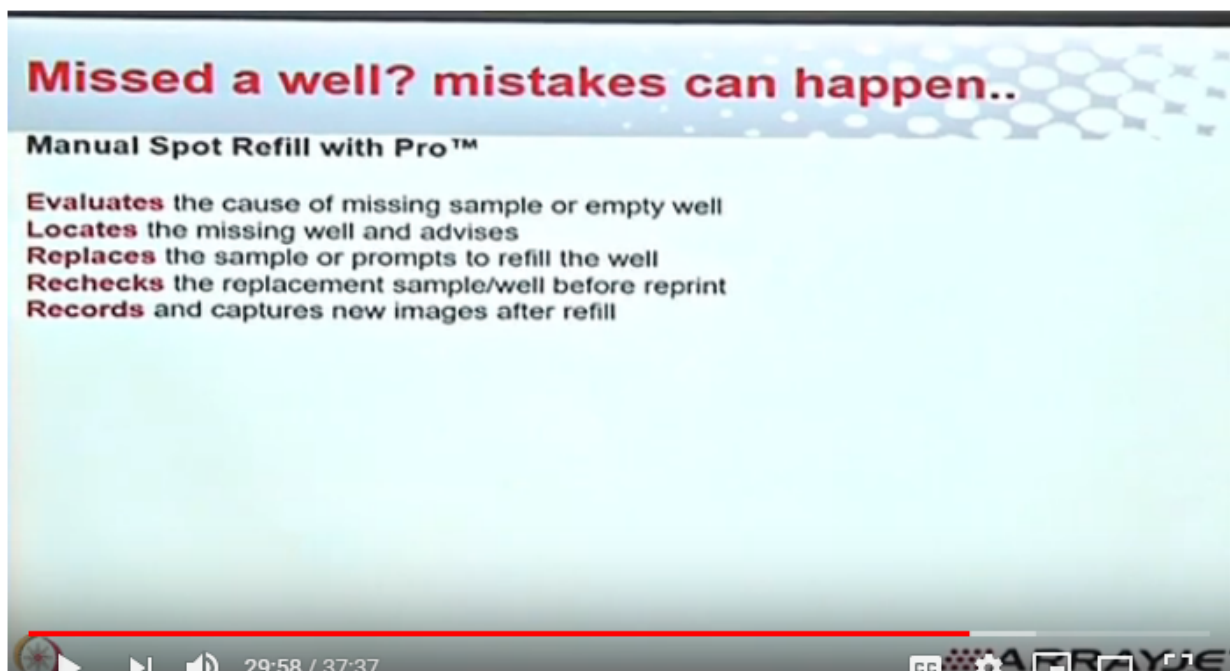 Missed a well? mistakes can happen..
Manual Spot Refill with Pro™
Evaluates the cause of missing sample or empty well
Locates the missing well and advises
Replaces the sample or prompts to refill the well
Rechecks the replacement sample/well before reprint
Records and captures new images after refill
29:58 / 37:37
CC